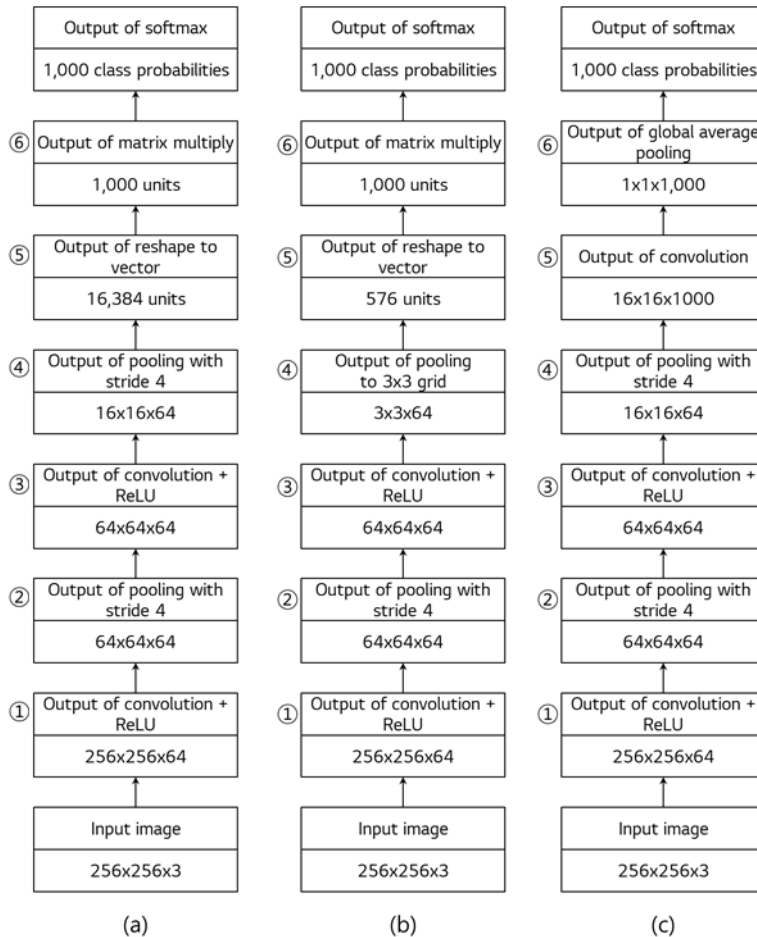 Output of softmax
1,000 class probabilities
⑥
Output of matrix multiply
1,000 units
⑤
Output of reshape to
vector
16,384 units
④
Output of pooling with
stride 4
16x16x64
③
Output of convolution +
ReLU
64x64x64
②
Output of pooling with
stride 4
64x64x64
①
Output of convolution +
ReLU
256x256x64
Input image
256x256x3
(a)
Output of softmax
1,000 class probabilities
⑥
Output of matrix multiply
1,000 units
⑤
Output of reshape to
vector
576 units
④
Output of pooling
to 3x3 grid
3x3x64
③
Output of convolution +
ReLU
64x64x64
②
Output of pooling with
stride 4
64x64x64
①
Output of convolution +
ReLU
256x256x64
Input image
256x256x3
(b)
Output of softmax
1,000 class probabilities
⑥
Output of global average
pooling
1x1x1,000
⑤
Output of convolution
16x16x1000
④
Output of pooling with
stride 4
16x16x64
③
Output of convolution +
ReLU
64x64x64
②
Output of pooling with
stride 4
64x64x64
①
Output of convolution +
ReLU
256x256x64
Input image
256x256x3
(c)